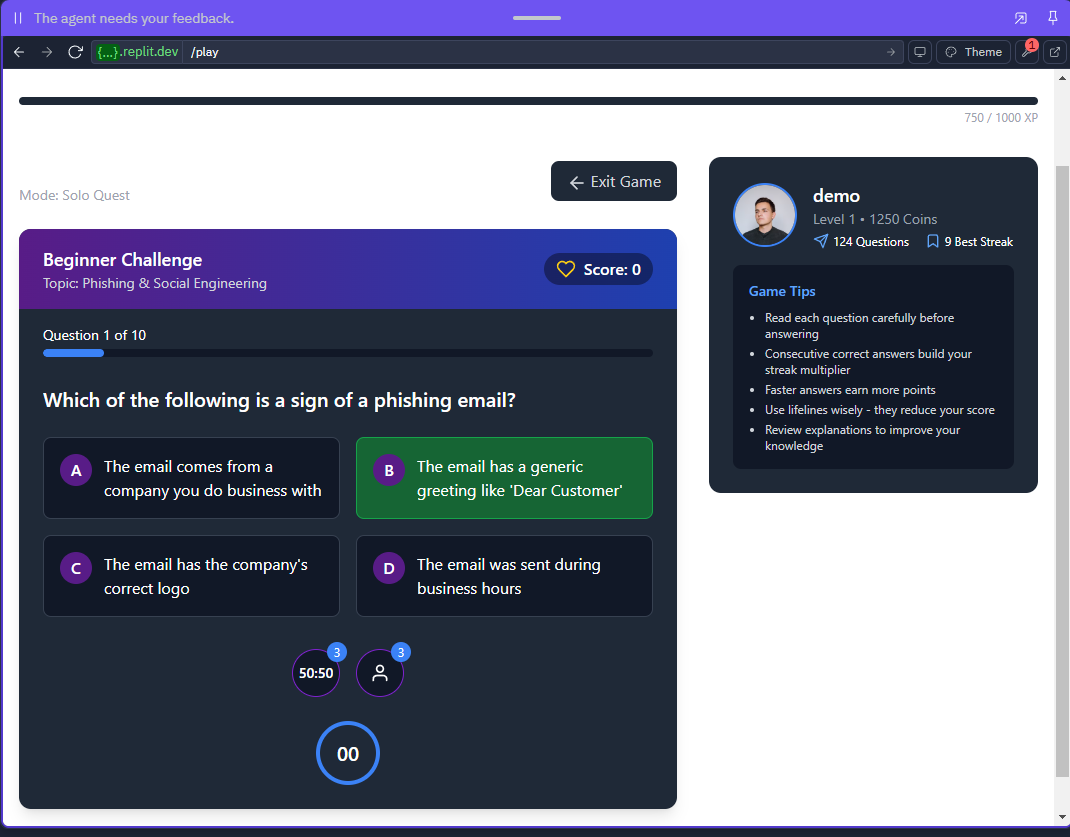 The agent needs your feedback.
{...}.replit.dev /play
Theme
1
750 / 1000 XP
Mode: Solo Quest
Exit Game
Beginner Challenge
Topic: Phishing & Social Engineering
Score: 0
Question 1 of 10
Which of the following is a sign of a phishing email?
A
The email comes from a
company you do business with
B
The email has a generic
greeting like 'Dear Customer'
C
The email has the company's
correct logo
D
The email was sent during
business hours
50:50
3
3
00
demo
Level 1 • 1250 Coins
124 Questions
9 Best Streak
Game Tips
• Read each question carefully before
answering
• Consecutive correct answers build your
streak multiplier
• Faster answers earn more points
• Use lifelines wisely - they reduce your score
• Review explanations to improve your
knowledge